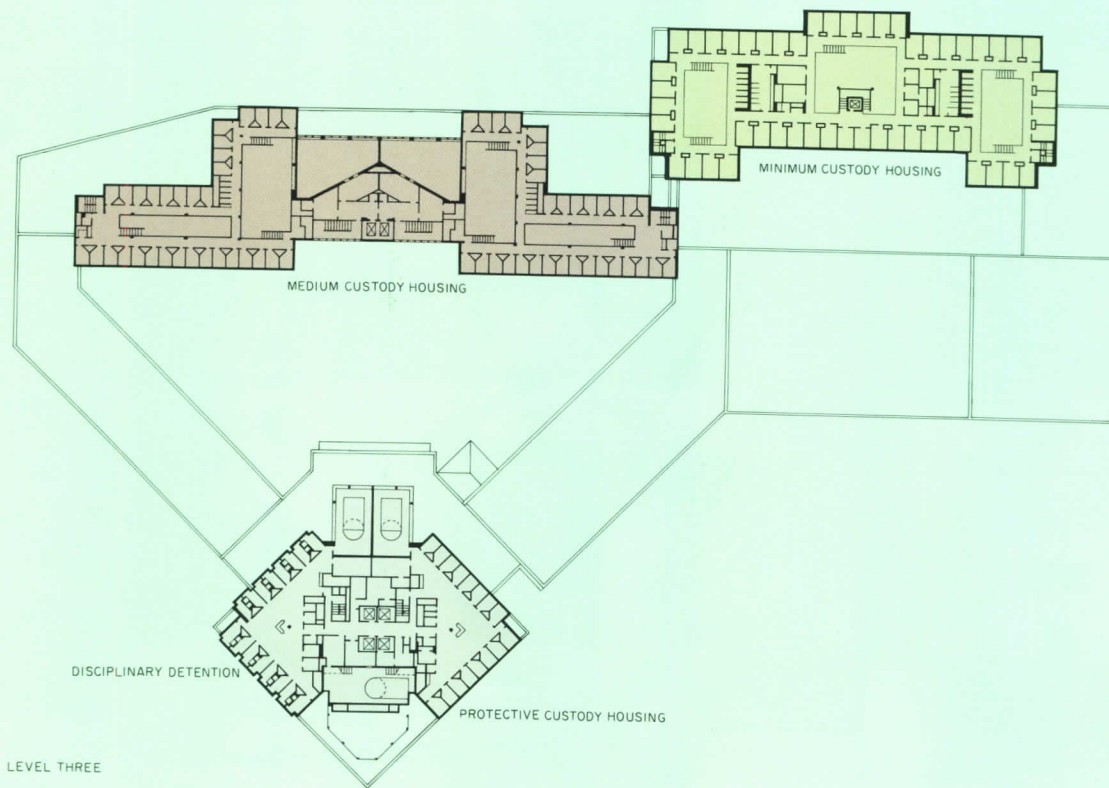 MINIMUM CUSTODY HOUSING
MEDIUM CUSTODY HOUSING
DISCIPLINARY DETENTION
PROTECTIVE CUSTODY HOUSING
LEVEL THREE